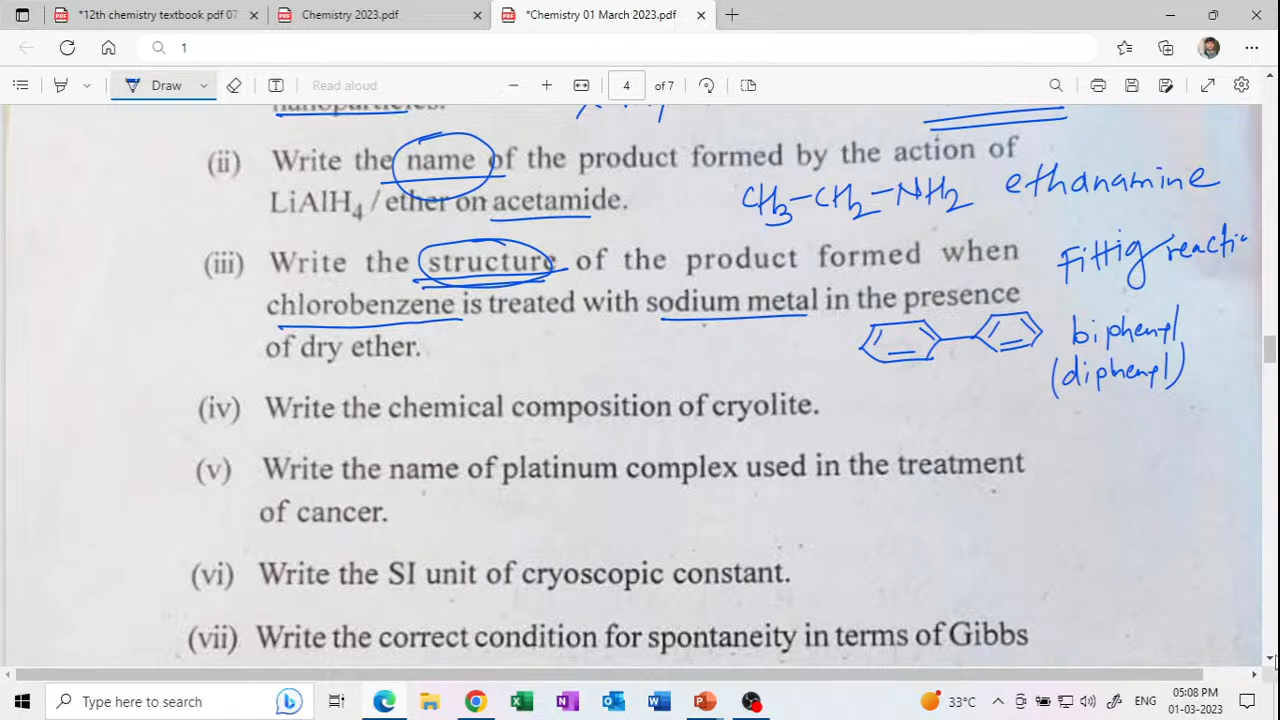 *12th chemistry textbook pdf 07
Chemistry 2023.pdf
*Chemistry 01 March 2023.pdf
1
Draw
Read aloud
4 of 7
nanoparticles.
(ii) Write the name of the product formed by the action of
LiAlH4 / ether on acetamide.
CH3-CH2-NH2 ethanamine
(iii) Write the structure of the product formed when
chlorobenzene is treated with sodium metal in the presence
of dry ether.
Fittig reactio
biphenyl
(diphenyl)
(iv) Write the chemical composition of cryolite.
(v) Write the name of platinum complex used in the treatment
of cancer.
(vi) Write the SI unit of cryoscopic constant.
(vii) Write the correct condition for spontaneity in terms of Gibbs
Type here to search
33°C
ENG
05:08 PM
01-03-2023